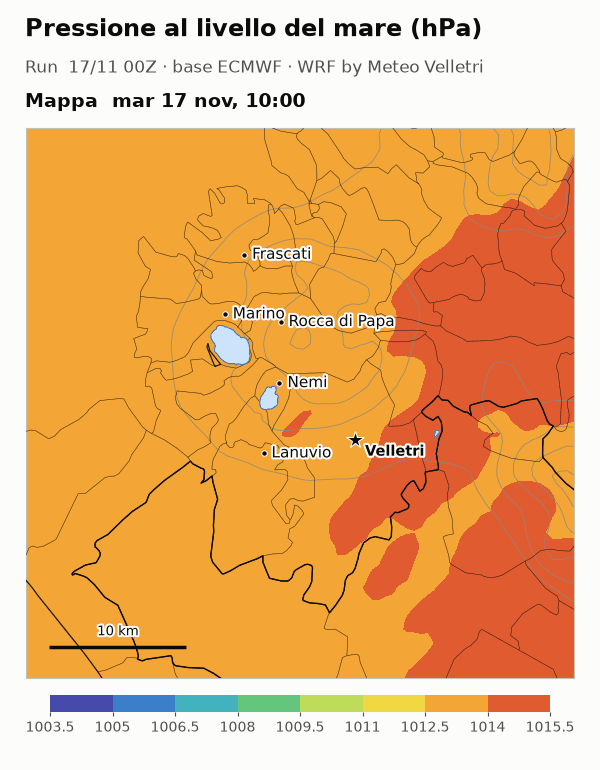 Pressione al livello del mare (hPa)
Run  17/11 00Z · base ECMWF · WRF by Meteo Velletri
Mappa  mar 17 nov, 10:00
Frascati
Marino
Rocca di Papa
Nemi
Velletri
Lanuvio
10 km
1003.5 1005 1006.5 1008 1009.5 1011 1012.5 1014 1015.5